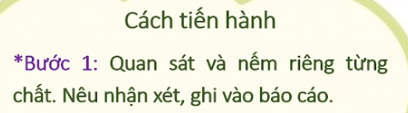 Cách tiến hành
*Bước 1: Quan sát và nếm riêng từng
chất. Nêu nhận xét, ghi vào báo cáo.